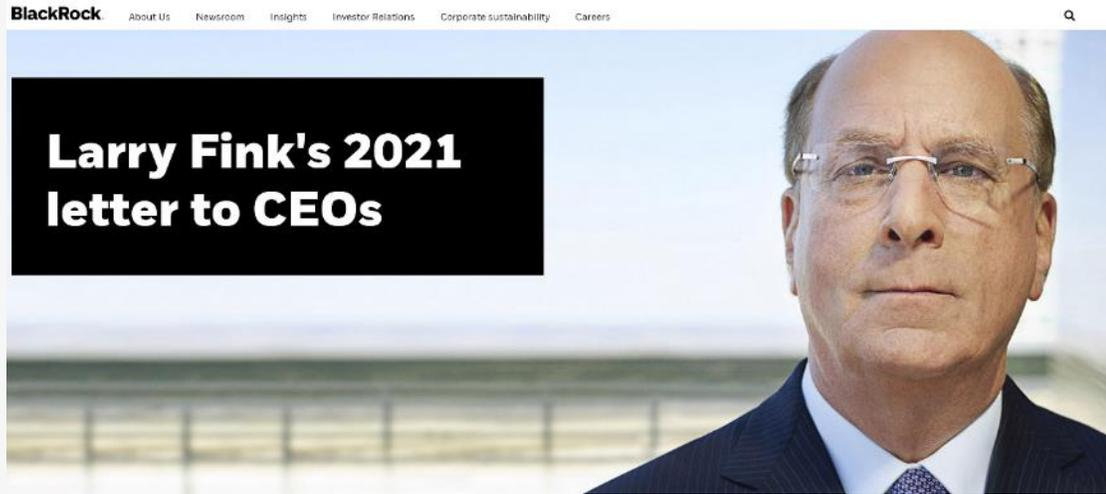 BlackRock. About Us Newsroom Insights Investor Relations Corporate sustainability Careers
Larry Fink's 2021
letter to CEOs